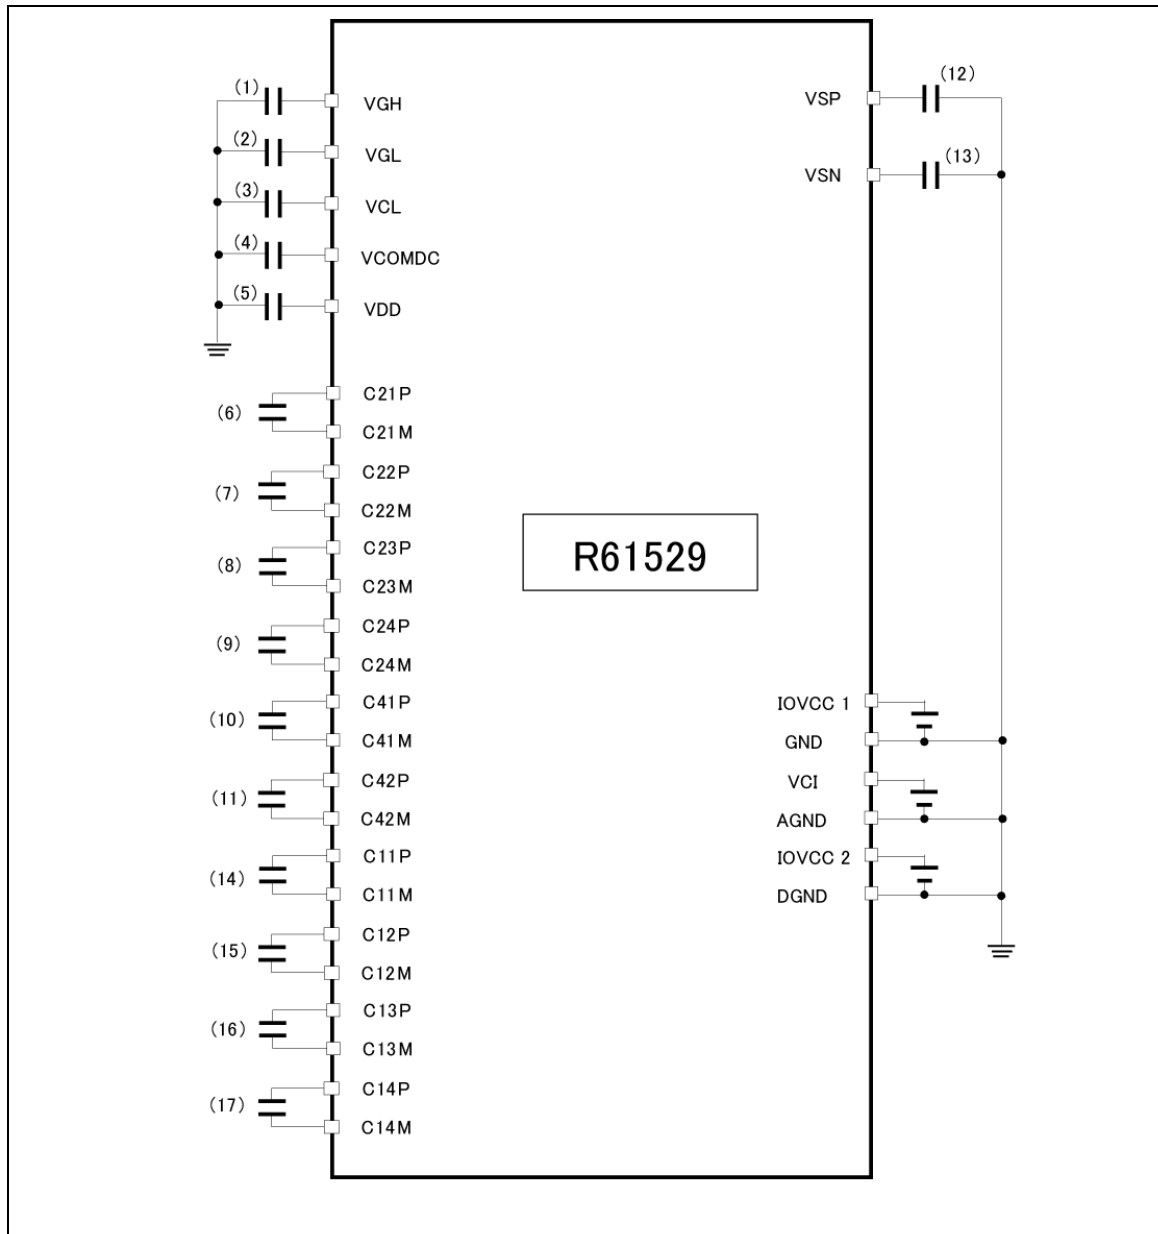 (1)
VGH
(2)
VGL
(3)
VCL
(4)
VCOMDC
(5)
VDD
(6)
C21P
C21M
(7)
C22P
C22M
(8)
C23P
C23M
(9)
C24P
C24M
(10)
C41P
C41M
(11)
C42P
C42M
(14)
C11P
C11M
(15)
C12P
C12M
(16)
C13P
C13M
(17)
C14P
C14M
R61529
VSP
(12)
VSN
(13)
IOVCC 1
GND
VCI
AGND
IOVCC 2
DGND